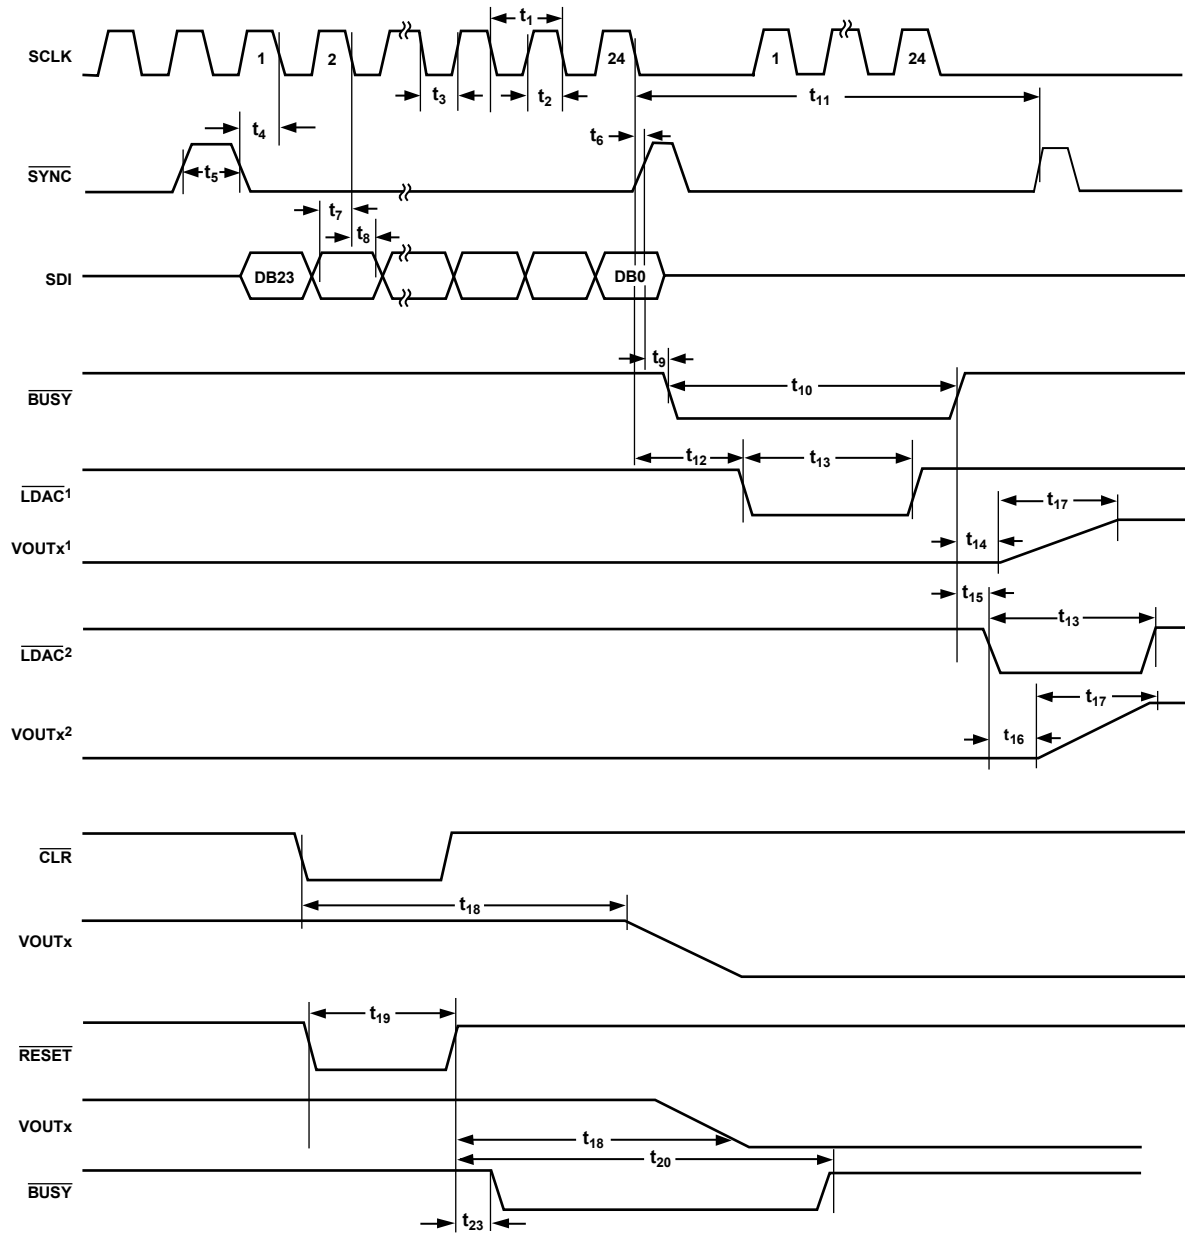 t1
SCLK 1 2 24 1 24
t3 t2
t11
t4
t6
SYNC t5
t7
t8
SDI DB23 DB0
t9
t10
BUSY
t12 t13
LDAC1
t17
VOUTx1 t14
t15
t13
LDAC2
t17
VOUTx2
t16
CLR
t18
VOUTx
t19
RESET
VOUTx
t18
t20
BUSY
t23